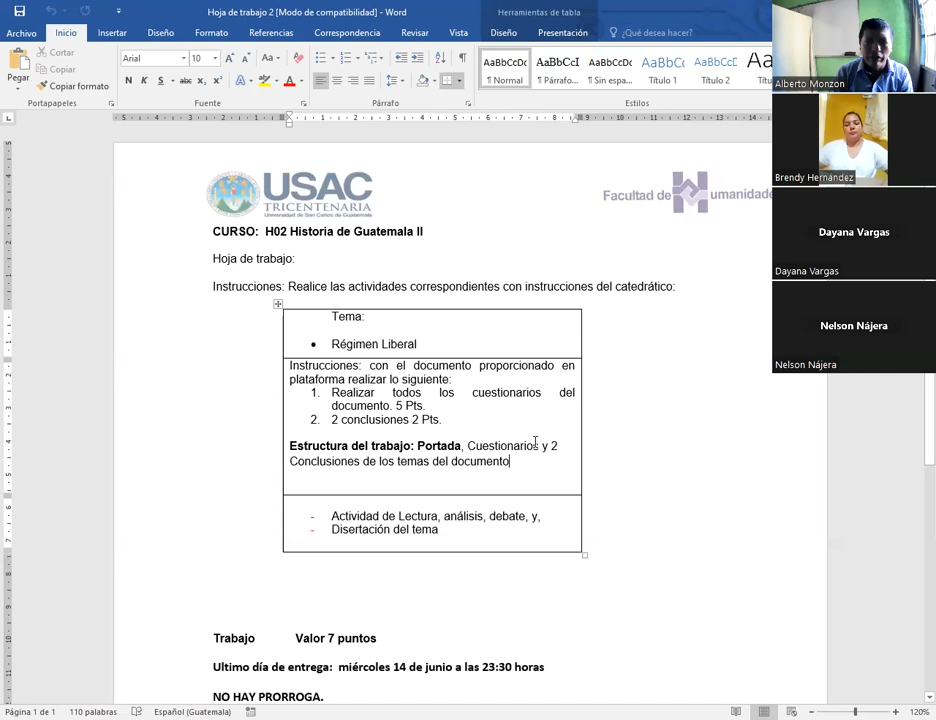 Hoja de trabajo 2 [Modo de compatibilidad] - Word
Herramientas de tabla
Archivo Inicio Insertar Diseño Formato Referencias Correspondencia Revisar Vista Diseño Presentación ¿Qué desea hacer?
Pegar
Cortar
Copiar
Copiar formato
Portapapeles
Arial 10
Fuente
Párrafo
AaBbCcDc AaBbCcI AaBbCcDc AaBbC AaBbCcC
¶ Normal ¶ Párrafo... ¶ Sin espa... Título 1 Título 2
Estilos
USAC
TRICENTENARIA
Universidad de San Carlos de Guatemala
Facultad de Humanidade
CURSO: H02 Historia de Guatemala II
Hoja de trabajo:
Instrucciones: Realice las actividades correspondientes con instrucciones del catedrático:
Tema:
• Régimen Liberal
Instrucciones: con el documento proporcionado en
plataforma realizar lo siguiente:
1. Realizar todos los cuestionarios del
documento. 5 Pts.
2. 2 conclusiones 2 Pts.
Estructura del trabajo: Portada, Cuestionarios y 2
Conclusiones de los temas del documento
- Actividad de Lectura, análisis, debate, y,
- Disertación del tema
Trabajo Valor 7 puntos
Ultimo día de entrega: miércoles 14 de junio a las 23:30 horas
NO HAY PRORROGA.
Página 1 de 1 110 palabras Español (Guatemala) 120%
Alberto Monzon
Brendy Hernández
Dayana Vargas
Dayana Vargas
Nelson Nájera
Nelson Nájera